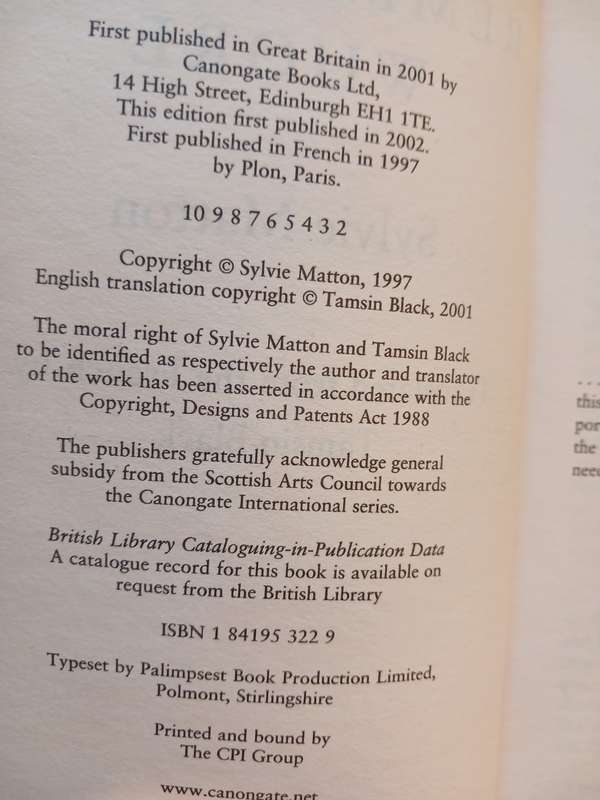 First published in Great Britain in 2001 by
Canongate Books Ltd,
14 High Street, Edinburgh EH1 1TE.
This edition first published in 2002.
First published in French in 1997
by Plon, Paris.
10 9 8 7 6 5 4 3 2
Copyright © Sylvie Matton, 1997
English translation copyright © Tamsin Black, 2001
The moral right of Sylvie Matton and Tamsin Black
to be identified as respectively the author and translator
of the work has been asserted in accordance with the
Copyright, Designs and Patents Act 1988
The publishers gratefully acknowledge general
subsidy from the Scottish Arts Council towards
the Canongate International series.
British Library Cataloguing-in-Publication Data
A catalogue record for this book is available on
request from the British Library
ISBN 1 84195 322 9
Typeset by Palimpsest Book Production Limited,
Polmont, Stirlingshire
Printed and bound by
The CPI Group
www.canongate.net
this
the